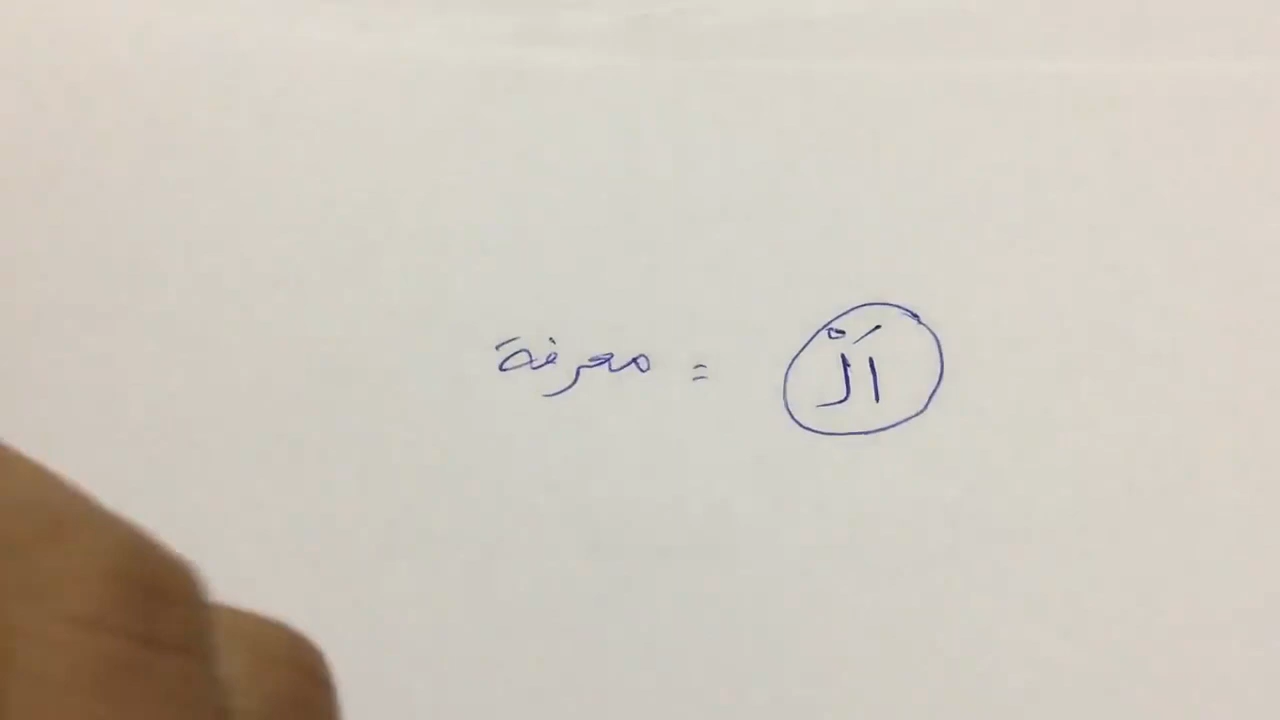 اَلْ = معرفة